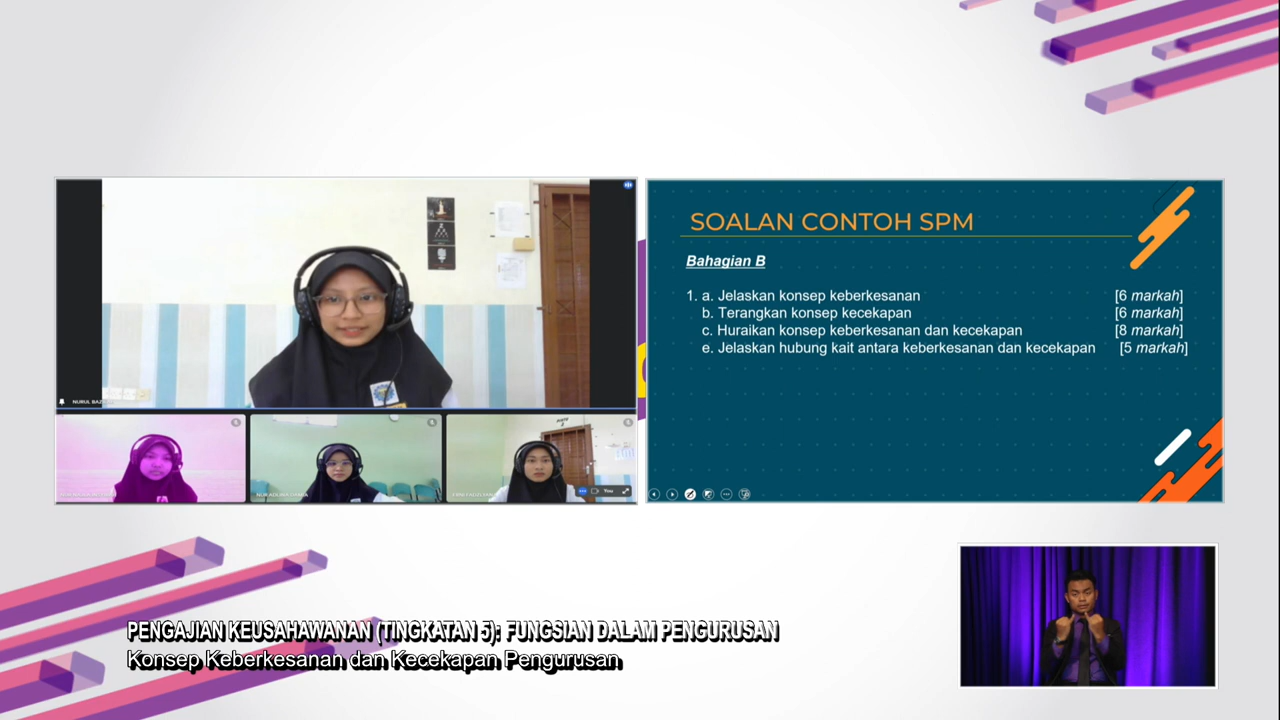 SOALAN CONTOH SPM
Bahagian B
1. a. Jelaskan konsep keberkesanan [6 markah]
b. Terangkan konsep kecekapan [6 markah]
c. Huraikan konsep keberkesanan dan kecekapan [8 markah]
e. Jelaskan hubung kait antara keberkesanan dan kecekapan [5 markah]
You
PENGAJIAN KEUSAHAWANAN (TINGKATAN 5): FUNGSIAN DALAM PENGURUSAN
Konsep Keberkesanan dan Kecekapan Pengurusan